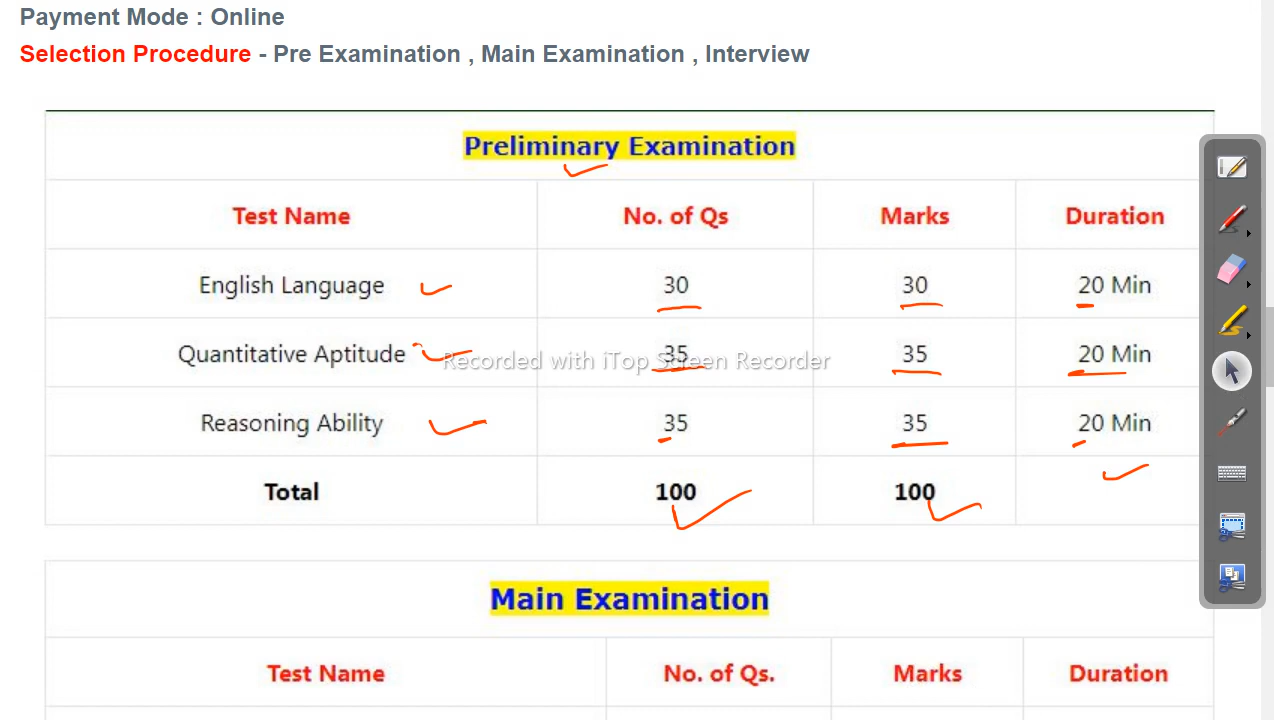 Payment Mode : Online
Selection Procedure - Pre Examination , Main Examination , Interview
Preliminary Examination
Test Name No. of Qs Marks Duration
English Language 30 30 20 Min
Quantitative Aptitude 35 35 20 Min
Recorded with iTop Screen Recorder
Reasoning Ability 35 35 20 Min
Total 100 100
Main Examination
Test Name No. of Qs. Marks Duration